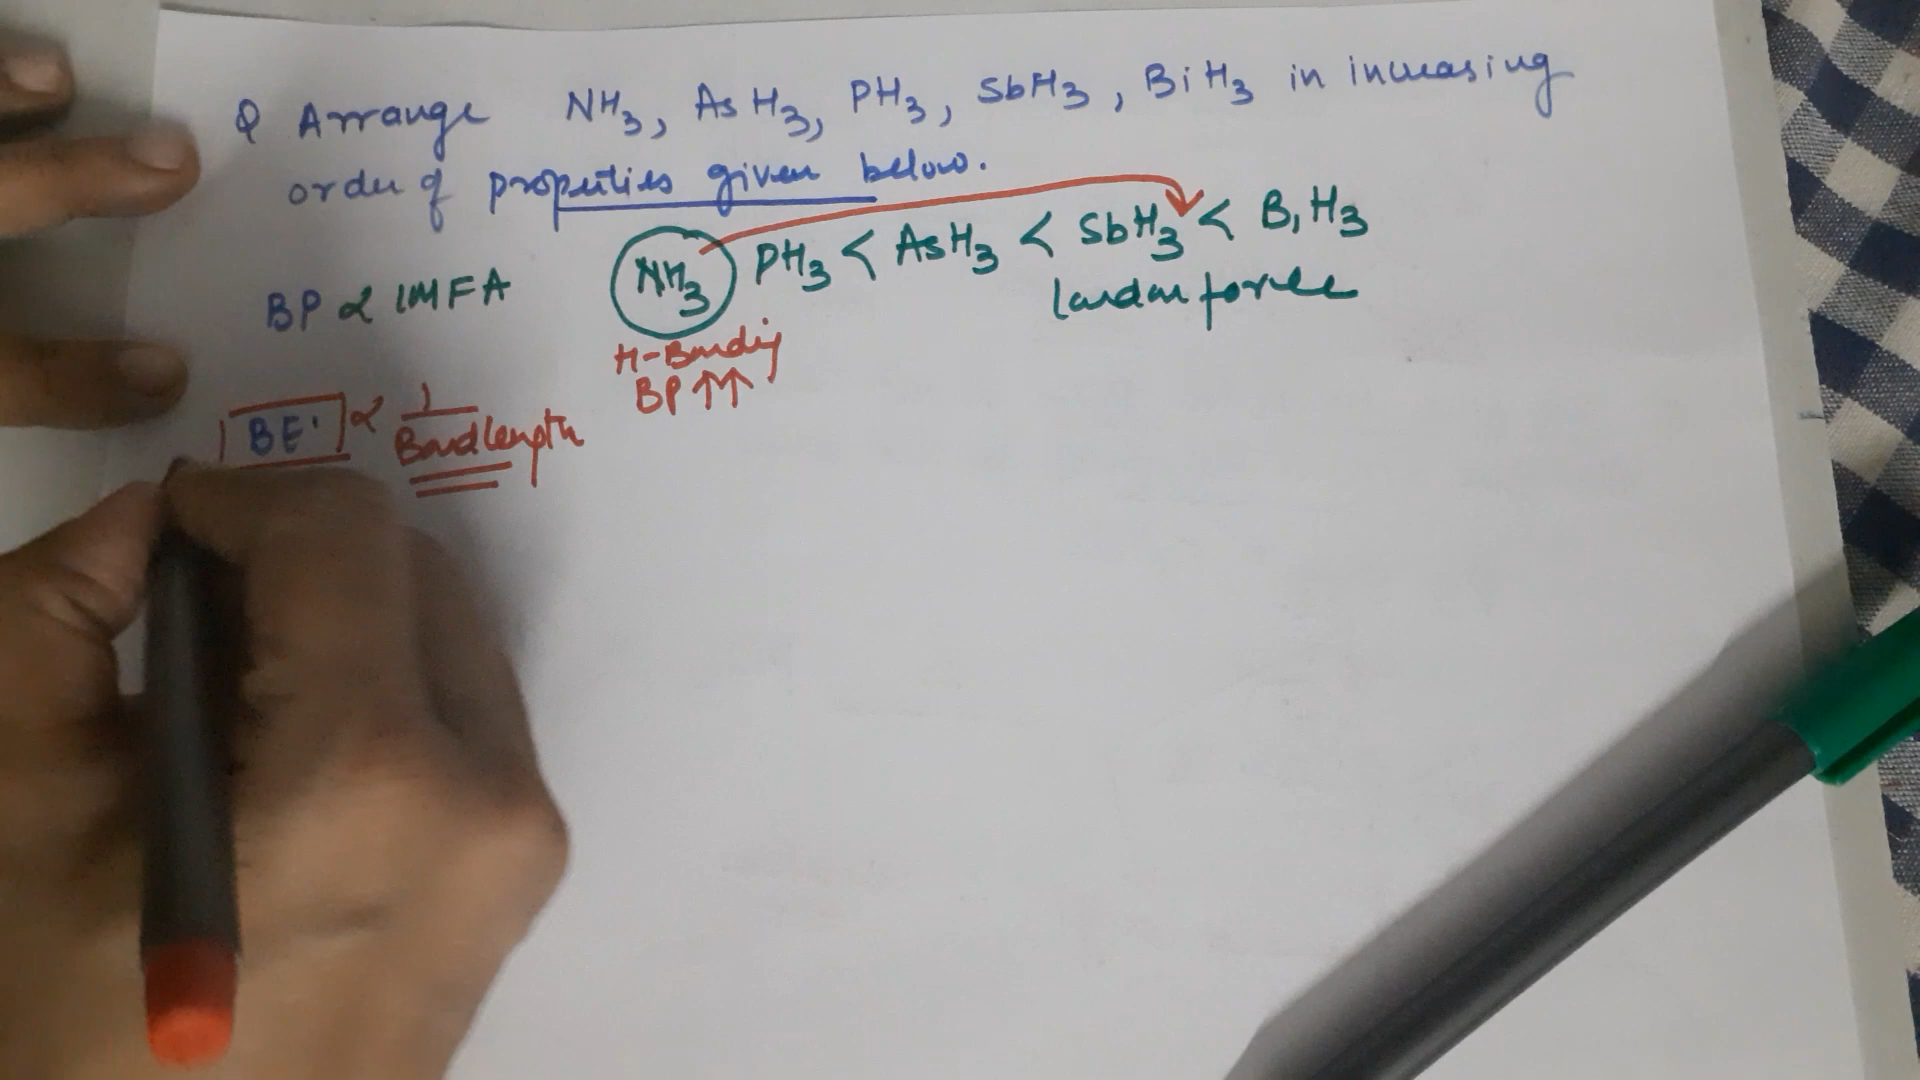 Q Arrange NH3, AsH3, PH3, SbH3, BiH3 in increasing
order of properties given below.
BP ∝ IMFA NH3 PH3 < AsH3 < SbH3 < BiH3
London forces
H-Bonding
BP ↑↑
BE ∝ 1/Bond length